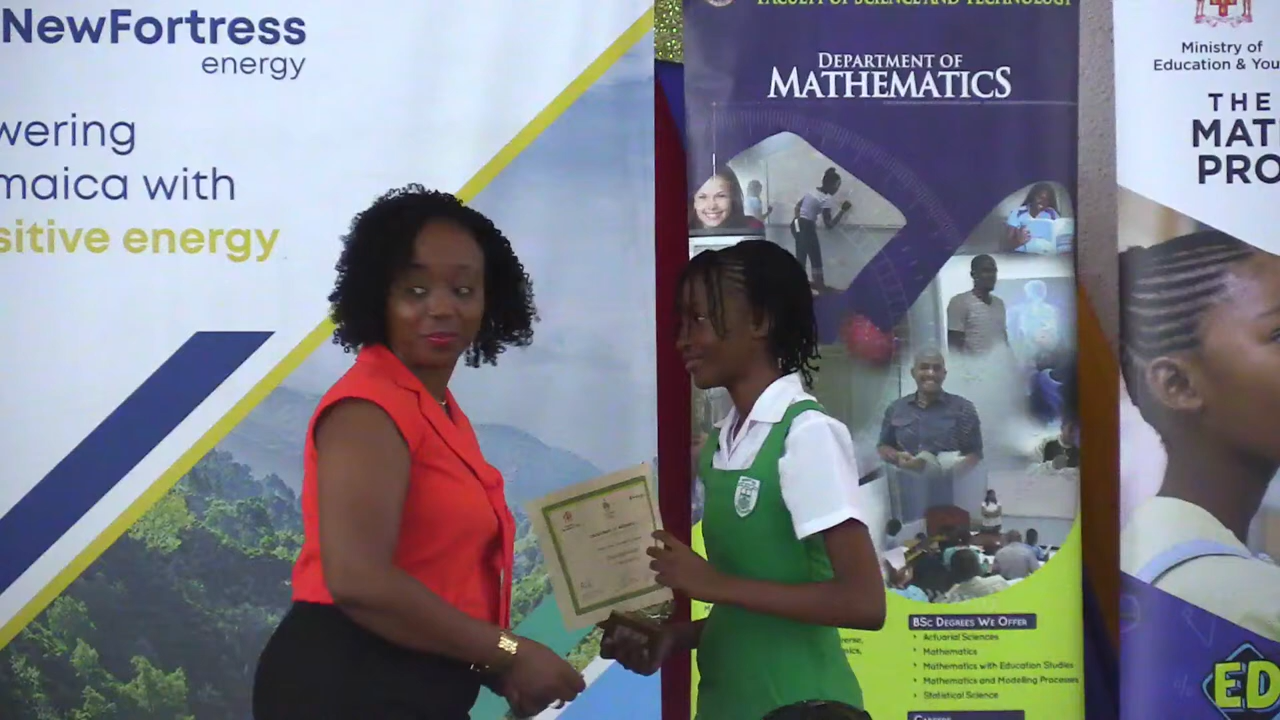 NewFortress
energy
wering
maica with
sitive energy
FACULTY OF SCIENCE AND TECHNOLOGY
DEPARTMENT OF
MATHEMATICS
BSC DEGREES WE OFFER
Actuarial Sciences
Mathematics
Mathematics with Education Studies
Mathematics and Modelling Processes
Statistical Science
CAREERS
Ministry of
Education & You
THE
MAT
PRO
ED